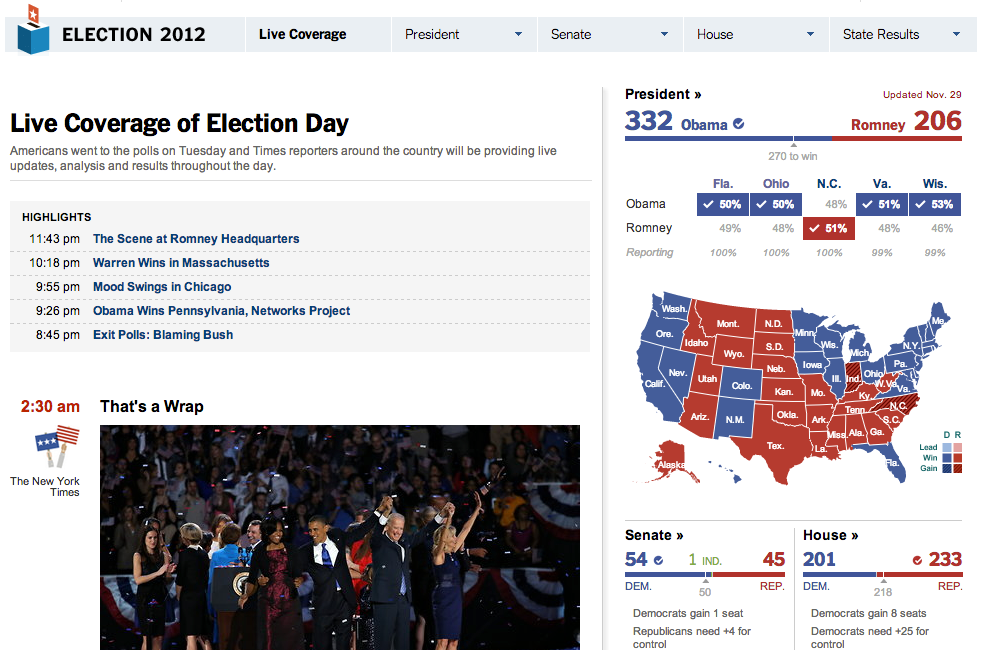 ELECTION 2012
Live Coverage
President
Senate
House
State Results
Live Coverage of Election Day
Americans went to the polls on Tuesday and Times reporters around the country will be providing live
updates, analysis and results throughout the day.
HIGHLIGHTS
11:43 pm The Scene at Romney Headquarters
10:18 pm Warren Wins in Massachusetts
9:55 pm Mood Swings in Chicago
9:26 pm Obama Wins Pennsylvania, Networks Project
8:45 pm Exit Polls: Blaming Bush
2:30 am That's a Wrap
The New York
Times
President »
Updated Nov. 29
332 Obama
Romney 206
270 to win
Fla. Ohio N.C. Va. Wis.
Obama 50% 50% 48% 51% 53%
Romney 49% 48% 51% 48% 46%
Reporting 100% 100% 100% 99% 99%
Wash.
Ore.
Calif.
Nev.
Idaho
Mont.
Wyo.
Utah
Ariz.
Colo.
N.M.
N.D.
S.D.
Neb.
Kan.
Okla.
Tex.
Minn.
Iowa
Mo.
Ark.
La.
Wis.
Ill.
Mich.
Ind.
Ohio
Ky.
Tenn.
Miss.
Ala.
Ga.
Fla.
S.C.
N.C.
Va.
W.Va.
Pa.
N.Y.
Me.
Alaska
D R
Lead
Win
Gain
Senate »
54 1 IND. 45
DEM. 50 REP.
Democrats gain 1 seat
Republicans need +4 for
control
House »
201 233
DEM. 218 REP.
Democrats gain 8 seats
Democrats need +25 for
control